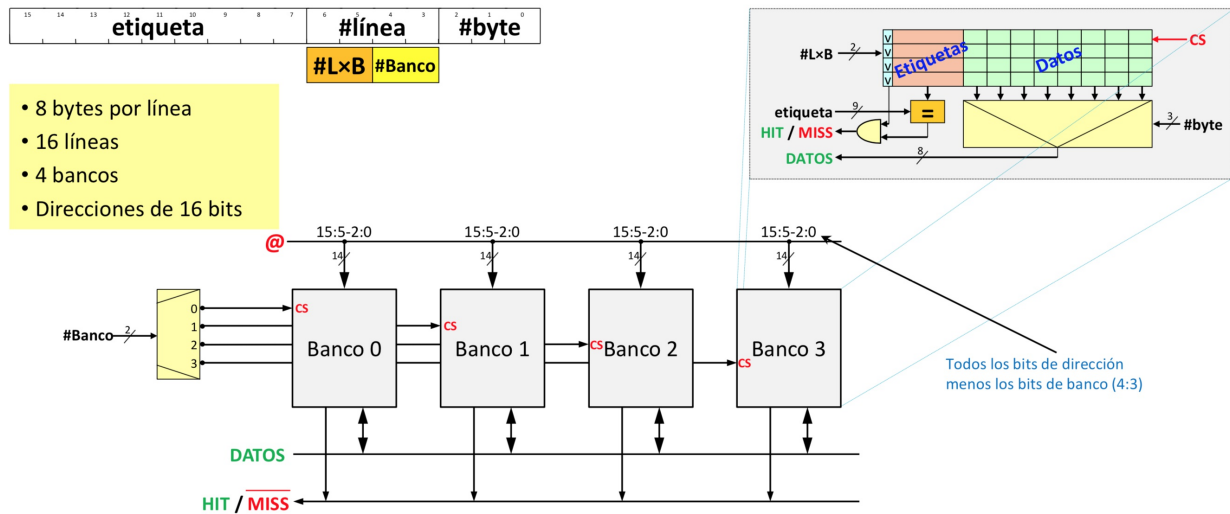 15 14 13 12 11 10 9 8 7 6 5 4 3 2 1 0
etiqueta #línea #byte
#L×B #Banco
• 8 bytes por línea
• 16 líneas
• 4 bancos
• Direcciones de 16 bits
V
V
V
V
Etiquetas
Datos
CS
#L×B 2
etiqueta 9
=
HIT / MISS
3 #byte
DATOS 8
@ 15:5-2:0 15:5-2:0 15:5-2:0 15:5-2:0
14 14 14 14
#Banco 2
0
1
2
3
CS CS CS CS
Banco 0 Banco 1 Banco 2 Banco 3
Todos los bits de dirección
menos los bits de banco (4:3)
DATOS
HIT / MISS